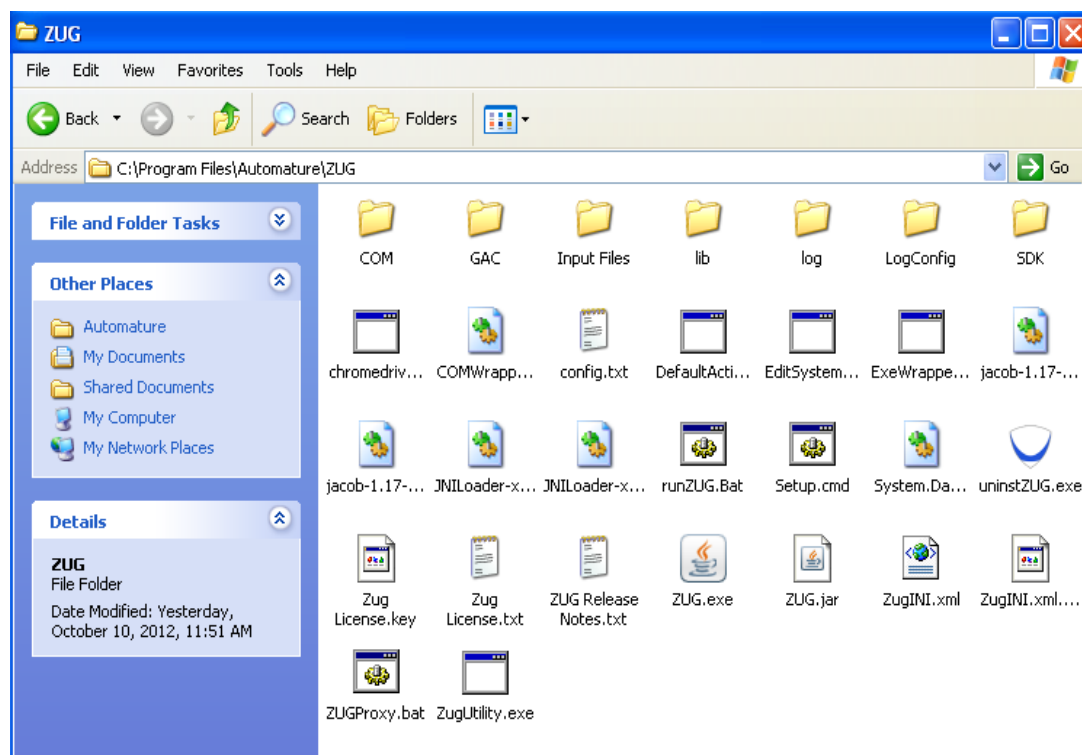 ZUG
File Edit View Favorites Tools Help
Back Search Folders
Address C:\Program Files\Automature\ZUG Go
File and Folder Tasks
Other Places
Automature
My Documents
Shared Documents
My Computer
My Network Places
Details
ZUG
File Folder
Date Modified: Yesterday,
October 10, 2012, 11:51 AM
COM GAC Input Files lib log LogConfig SDK
chromedriv... COMWrapp... config.txt DefaultActi... EditSystem... ExeWrappe... jacob-1.17-...
jacob-1.17-... JNILoader-x... JNILoader-x... runZUG.Bat Setup.cmd System.Da... uninstZUG.exe
Zug Zug ZUG Release ZUG.exe ZUG.jar ZugINI.xml ZugINI.xml....
License.key License.txt Notes.txt
ZUGProxy.bat ZugUtility.exe